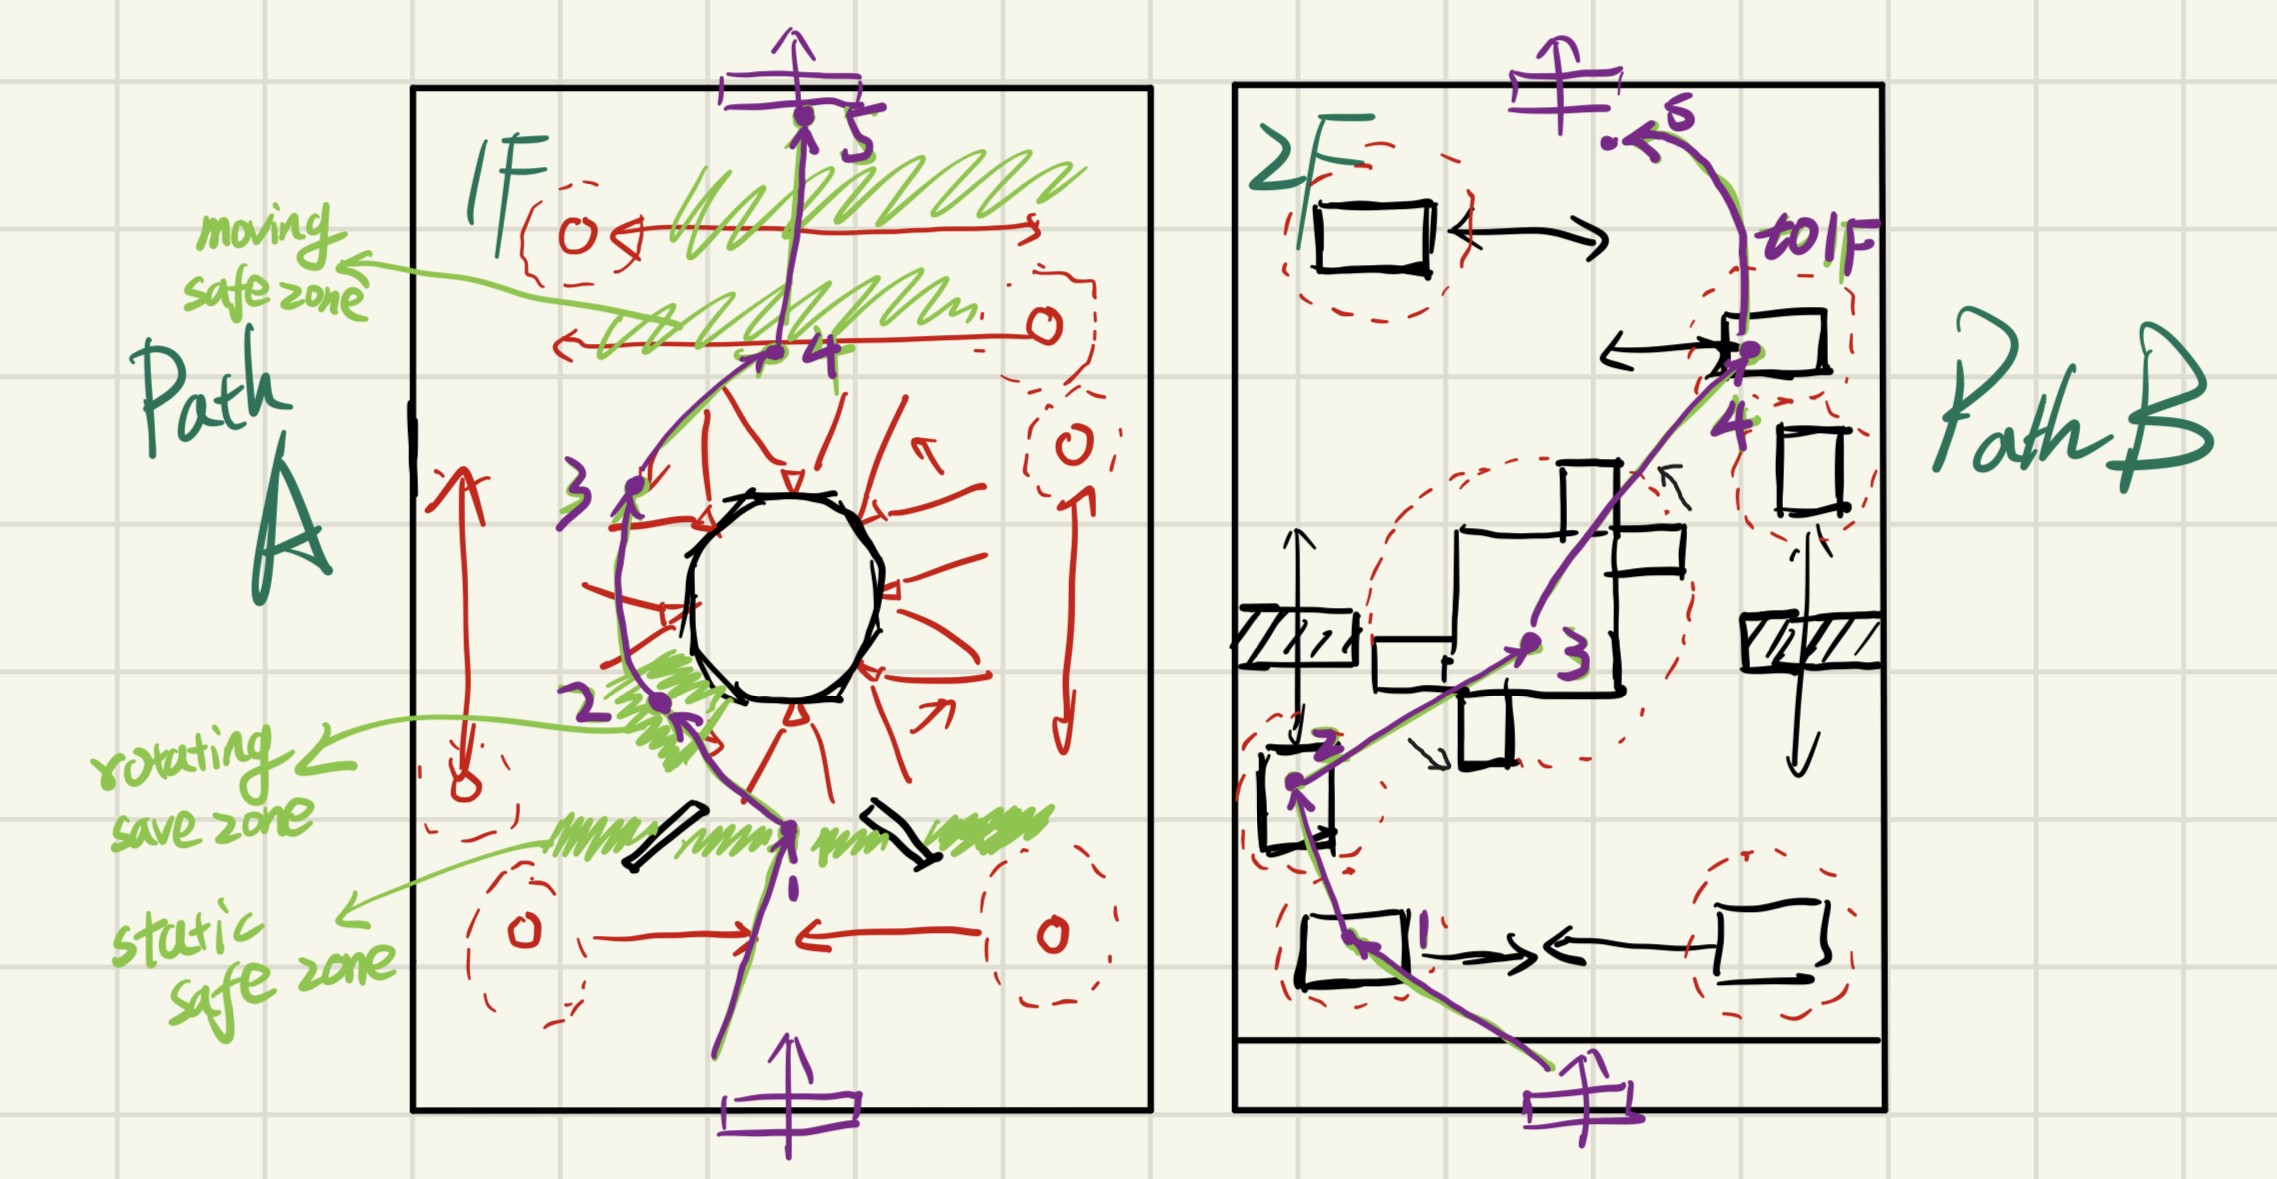 1F
5
moving
safe zone
Path
A
4
3
2
rotating
save zone
static
safe zone
1
2F
5
to 1F
4
Path B
3
2
1